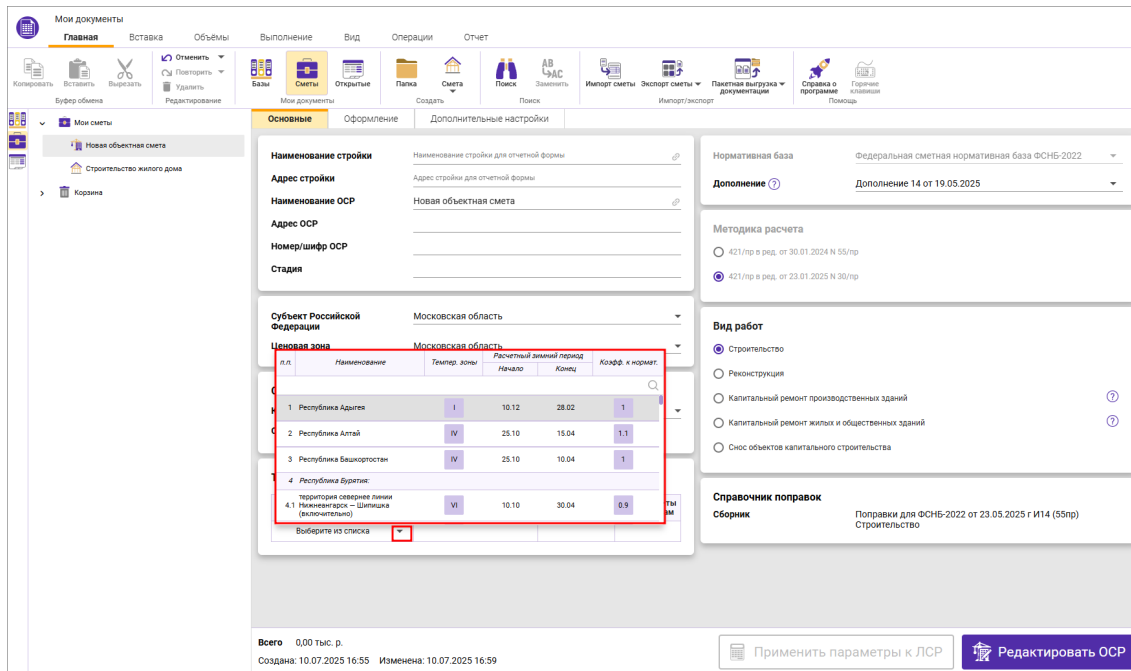 Мои документы
Главная Вставка Объёмы Выполнение Вид Операции Отчет
Копировать Вставить Вырезать
Отменить
Повторить
Удалить
Базы Сметы Открытые Папка Смета Поиск Заменить Импорт сметы Экспорт сметы Пакетная выгрузка документации Справка о программе Горячие клавиши
Буфер обмена Редактирование Мои документы Создать Поиск Импорт/экспорт Помощь
Мои сметы
Новая объектная смета
Строительство жилого дома
Корзина
Основные Оформление Дополнительные настройки
Наименование стройки Наименование стройки для отчетной формы
Адрес стройки Адрес стройки для отчетной формы
Наименование ОСР Новая объектная смета
Адрес ОСР
Номер/шифр ОСР
Стадия
Субъект Российской Федерации Московская область
Ценовая зона Московская область
п.п. Наименование Темпер. зоны Расчетный зимний период Коэфф. к нормат.
Начало Конец
1 Республика Адыгея I 10.12 28.02 1
2 Республика Алтай IV 25.10 15.04 1.1
3 Республика Башкортостан IV 25.10 10.04 1
4 Республика Бурятия:
4.1 территория севернее линии Нижневнгарск — Шипишка (включительно) VI 10.10 30.04 0.9
Выберите из списка
Нормативная база Федеральная сметная нормативная база ФСНБ-2022
Дополнение ? Дополнение 14 от 19.05.2025
Методика расчета
421/пр в ред. от 30.01.2024 N 55/пр
421/пр в ред. от 23.01.2025 N 30/пр
Вид работ
Строительство
Реконструкция
Капитальный ремонт производственных зданий ?
Капитальный ремонт жилых и общественных зданий ?
Снос объектов капитального строительства
Справочник поправок
Сборник Поправки для ФСНБ-2022 от 23.05.2025 г И14 (55пр)
Строительство
Всего 0,00 тыс. р.
Создана: 10.07.2025 16:55 Изменена: 10.07.2025 16:59
Применить параметры к ЛСР
Редактировать ОСР